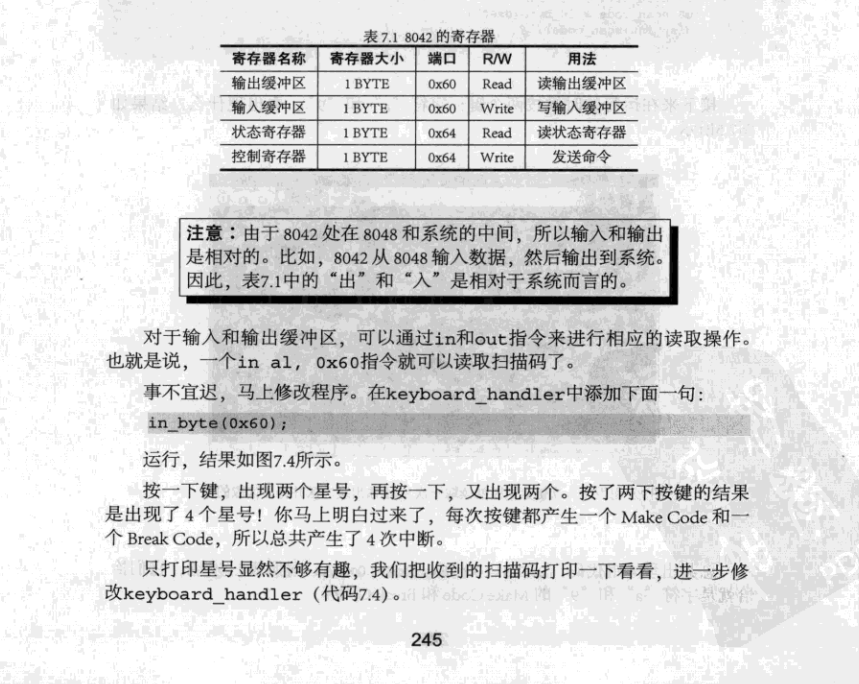 表 7.1 8042 的寄存器
寄存器名称 寄存器大小 端口 R/W 用法
输出缓冲区 1 BYTE 0x60 Read 读输出缓冲区
输入缓冲区 1 BYTE 0x60 Write 写输入缓冲区
状态寄存器 1 BYTE 0x64 Read 读状态寄存器
控制寄存器 1 BYTE 0x64 Write 发送命令
注意：由于 8042 处在 8048 和系统的中间，所以输入和输出
是相对的。比如，8042 从 8048 输入数据，然后输出到系统。
因此，表7.1中的“出”和“入”是相对于系统而言的。
对于输入和输出缓冲区，可以通过in和out指令来进行相应的读取操作。
也就是说，一个in al, 0x60指令就可以读取扫描码了。
事不宜迟，马上修改程序。在keyboard_handler中添加下面一句：
in_byte(0x60);
运行，结果如图7.4所示。
按一下键，出现两个星号，再按一下，又出现两个。按了两下按键的结果
是出现了 4 个星号！你马上明白过来了，每次按键都产生一个 Make Code 和一
个 Break Code，所以总共产生了 4 次中断。
只打印星号显然不够有趣，我们把收到的扫描码打印一下看看，进一步修
改keyboard_handler（代码7.4）。
245